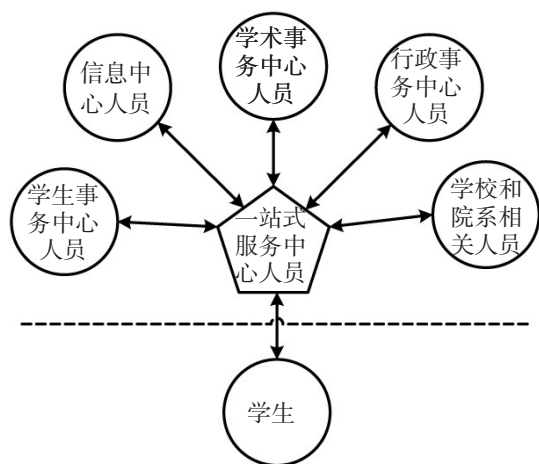 学术事
务中心
人员
信息中
心人员
行政事
务中心
人员
学生事
务中心
人员
一站式
服务中
心人员
学校和
院系相
关人员
学生